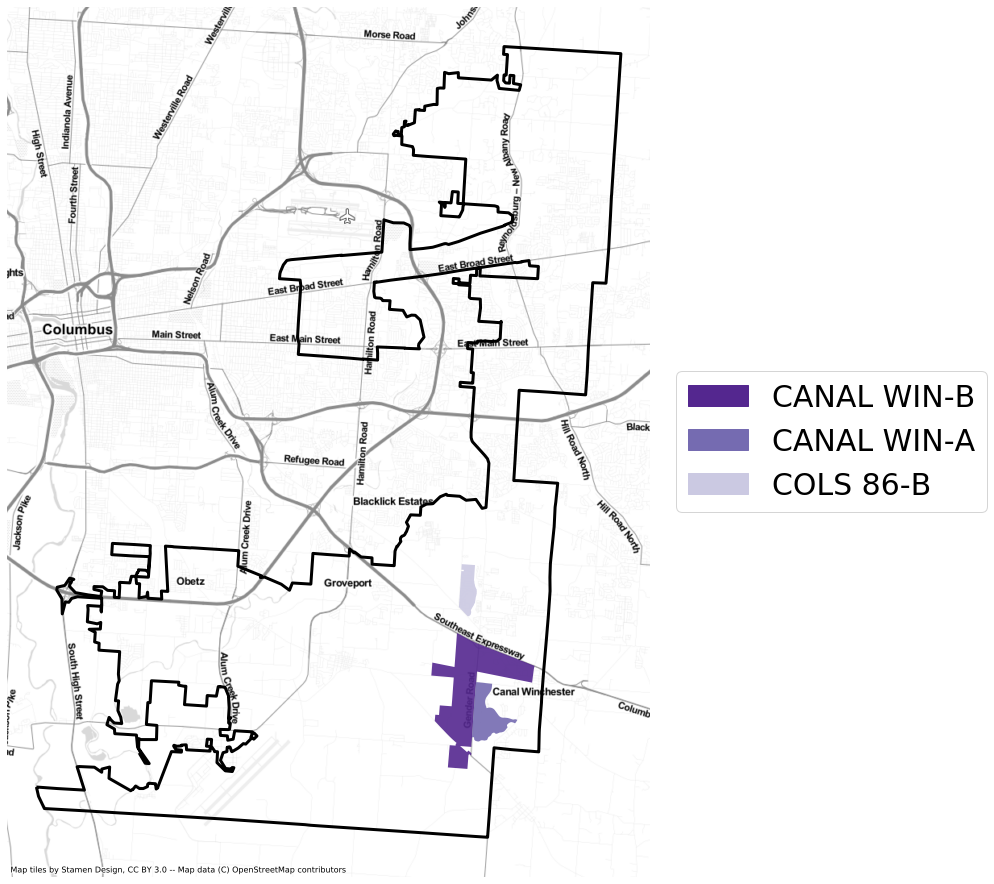 Johns
Westervill
Morse Road
Indianola Avenue
Westerville Road
High Street
Fourth Street
Reynoldsburg – New Albany Road
Hamilton Road
East Broad Street
ghts
Nelson Road
East Broad Street
ad
Columbus
Main Street
East Main Street
Hamilton Road
East Main Street
CANAL WIN-B
CANAL WIN-A
COLS 86-B
Alum Creek Drive
Black
Hill Road North
Hamilton Road
Refugee Road
Jackson Pike
Blacklick Estates
Hill Road North
Alum Creek Drive
Obetz
Groveport
Southeast Expressway
South High Street
Alum Creek Drive
Gender Road
Canal Winchester
Columb
Map tiles by Stamen Design, CC BY 3.0 -- Map data (C) OpenStreetMap contributors